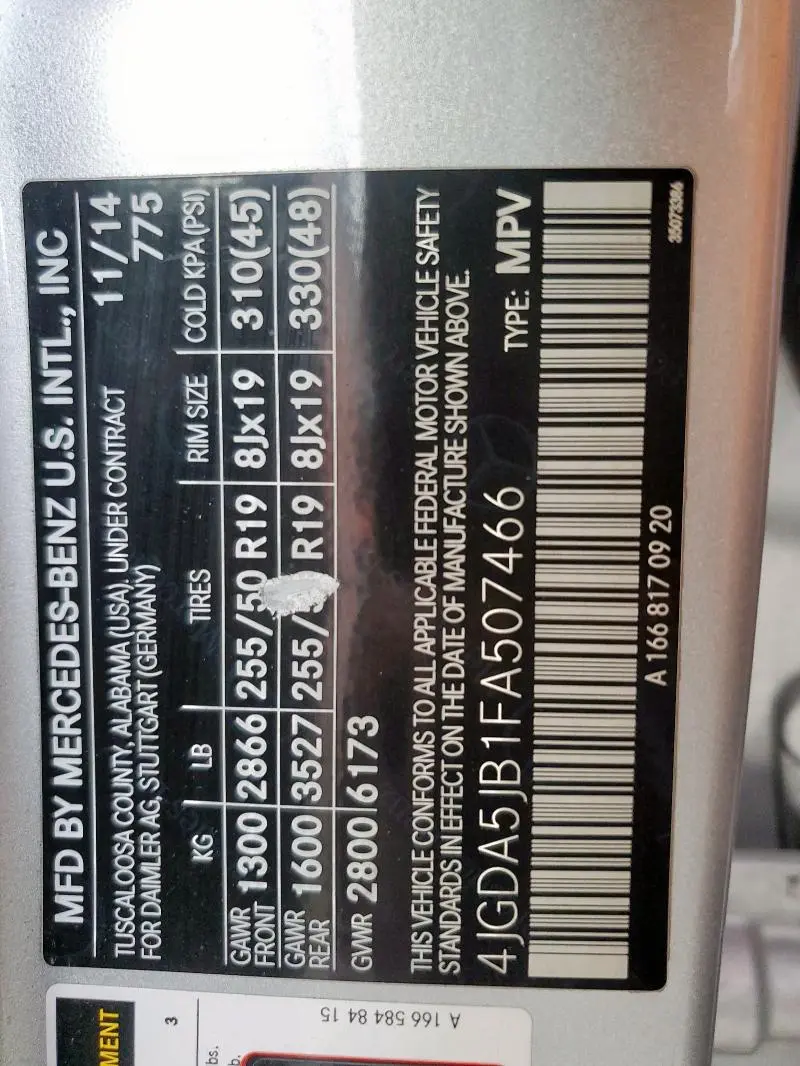 MFD BY MERCEDES-BENZ U.S. INTL., INC
TUSCALOOSA COUNTY, ALABAMA (USA), UNDER CONTRACT 11/14
FOR DAIMLER AG, STUTTGART (GERMANY) 775
KG LB TIRES RIM SIZE COLD KPA (PSI)
GAWR FRONT 1300 2866 255/50 R19 8Jx19 310(45)
GAWR REAR 1600 3527 255/ R19 8Jx19 330(48)
GVWR 2800 6173
THIS VEHICLE CONFORMS TO ALL APPLICABLE FEDERAL MOTOR VEHICLE SAFETY
STANDARDS IN EFFECT ON THE DATE OF MANUFACTURE SHOWN ABOVE.
4JGDA5JB1FA507466 TYPE: MPV
A 166 817 09 20
35073384
MENT
3
bs.
b.
A 166 584 84 15